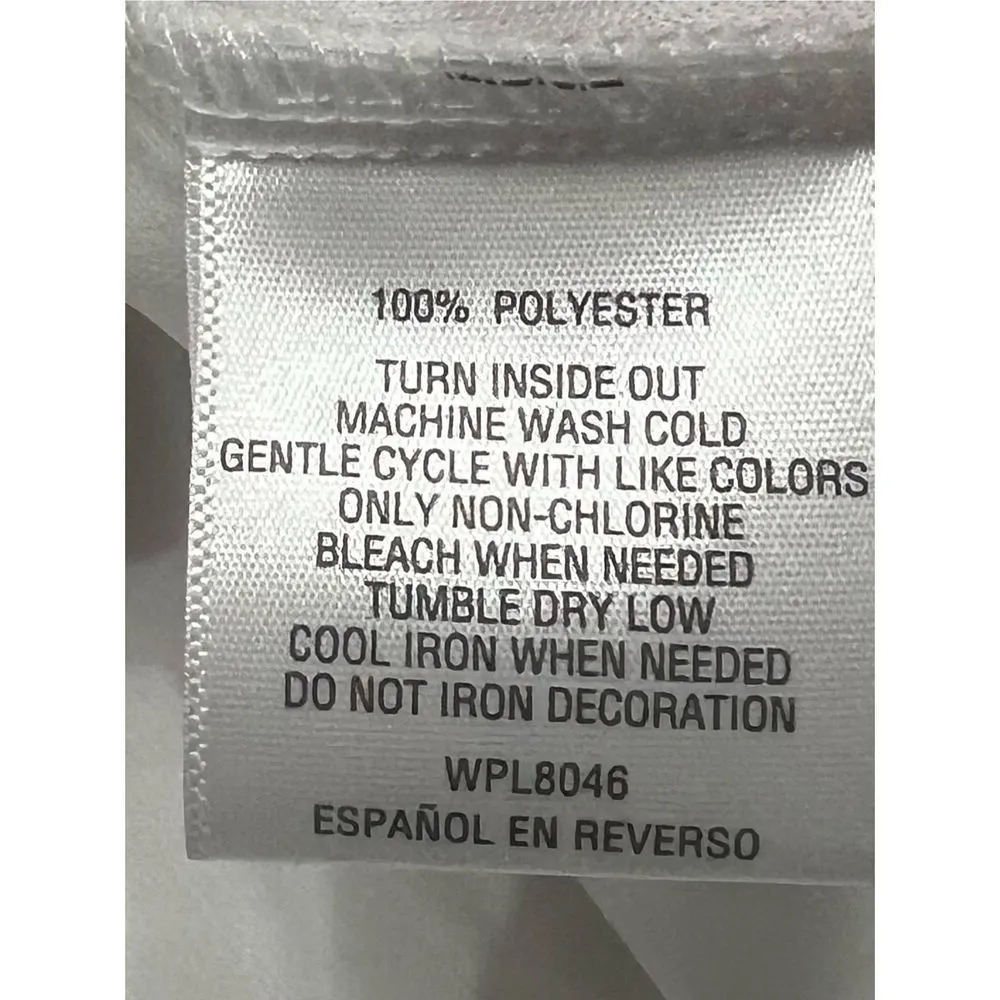 100% POLYESTER
TURN INSIDE OUT
MACHINE WASH COLD
GENTLE CYCLE WITH LIKE COLORS
ONLY NON-CHLORINE
BLEACH WHEN NEEDED
TUMBLE DRY LOW
COOL IRON WHEN NEEDED
DO NOT IRON DECORATION
WPL8046
ESPAÑOL EN REVERSO